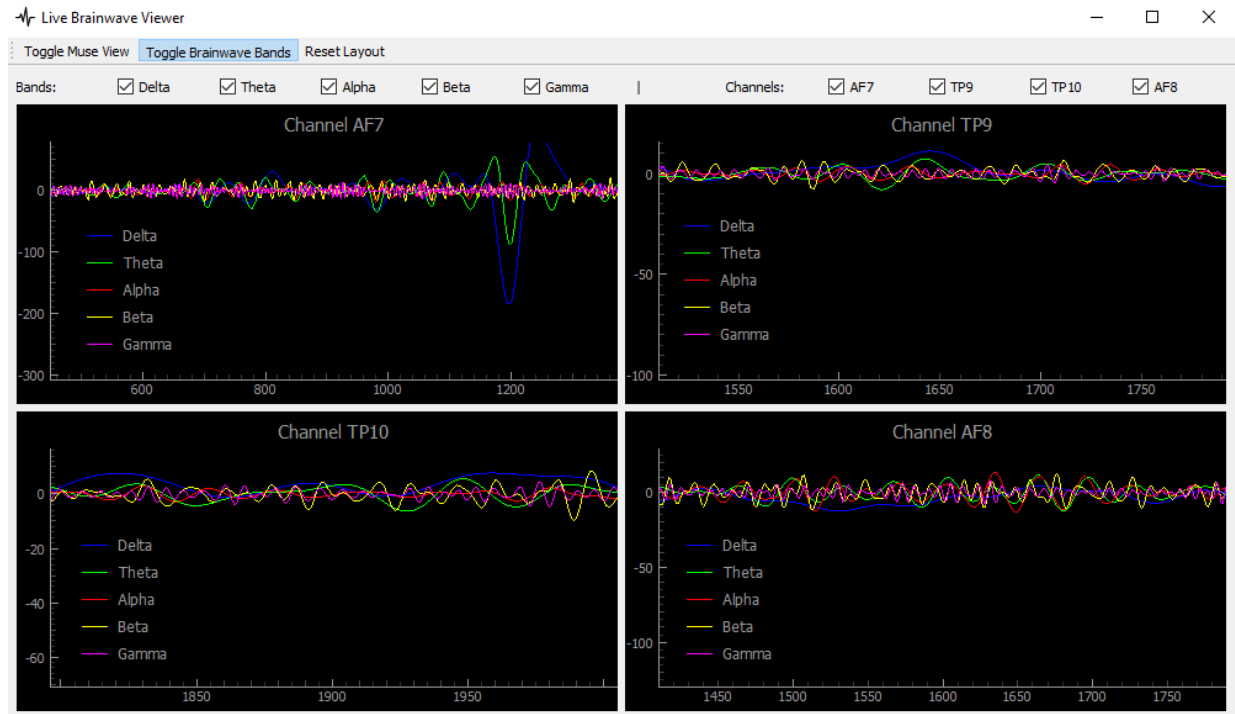 Live Brainwave Viewer
Toggle Muse View Toggle Brainwave Bands Reset Layout
Bands: Delta Theta Alpha Beta Gamma | Channels: AF7 TP9 TP10 AF8
Channel AF7
0
-100
-200
-300
Delta
Theta
Alpha
Beta
Gamma
600 800 1000 1200
Channel TP9
0
-50
-100
Delta
Theta
Alpha
Beta
Gamma
1550 1600 1650 1700 1750
Channel TP10
0
-20
-40
-60
Delta
Theta
Alpha
Beta
Gamma
1850 1900 1950
Channel AF8
0
-50
-100
Delta
Theta
Alpha
Beta
Gamma
1450 1500 1550 1600 1650 1700 1750